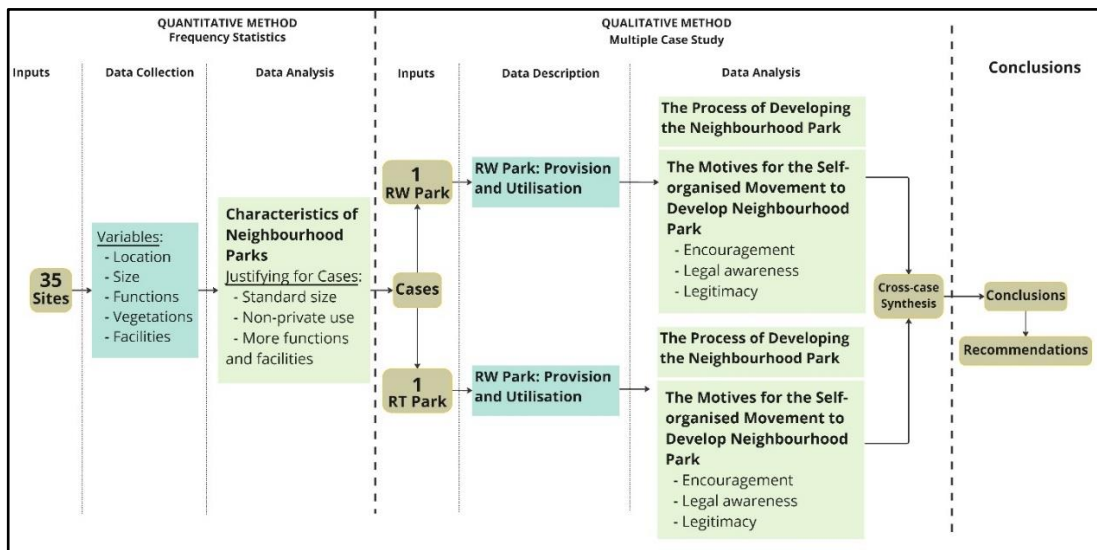 QUANTITATIVE METHOD
Frequency Statistics
QUALITATIVE METHOD
Multiple Case Study
Conclusions
Inputs
Data Collection
Data Analysis
Inputs
Data Description
Data Analysis
35
Sites
Variables:
- Location
- Size
- Functions
- Vegetations
- Facilities
Characteristics of
Neighbourhood
Parks
Justifying for Cases:
- Standard size
- Non-private use
- More functions
and facilities
Cases
1
RW Park
RW Park: Provision
and Utilisation
The Process of Developing
the Neighbourhood Park
The Motives for the Self-
organised Movement to
Develop Neighbourhood
Park
- Encouragement
- Legal awareness
- Legitimacy
1
RT Park
RW Park: Provision
and Utilisation
The Process of Developing
the Neighbourhood Park
The Motives for the Self-
organised Movement to
Develop Neighbourhood
Park
- Encouragement
- Legal awareness
- Legitimacy
Cross-case
Synthesis
Conclusions
Recommendations